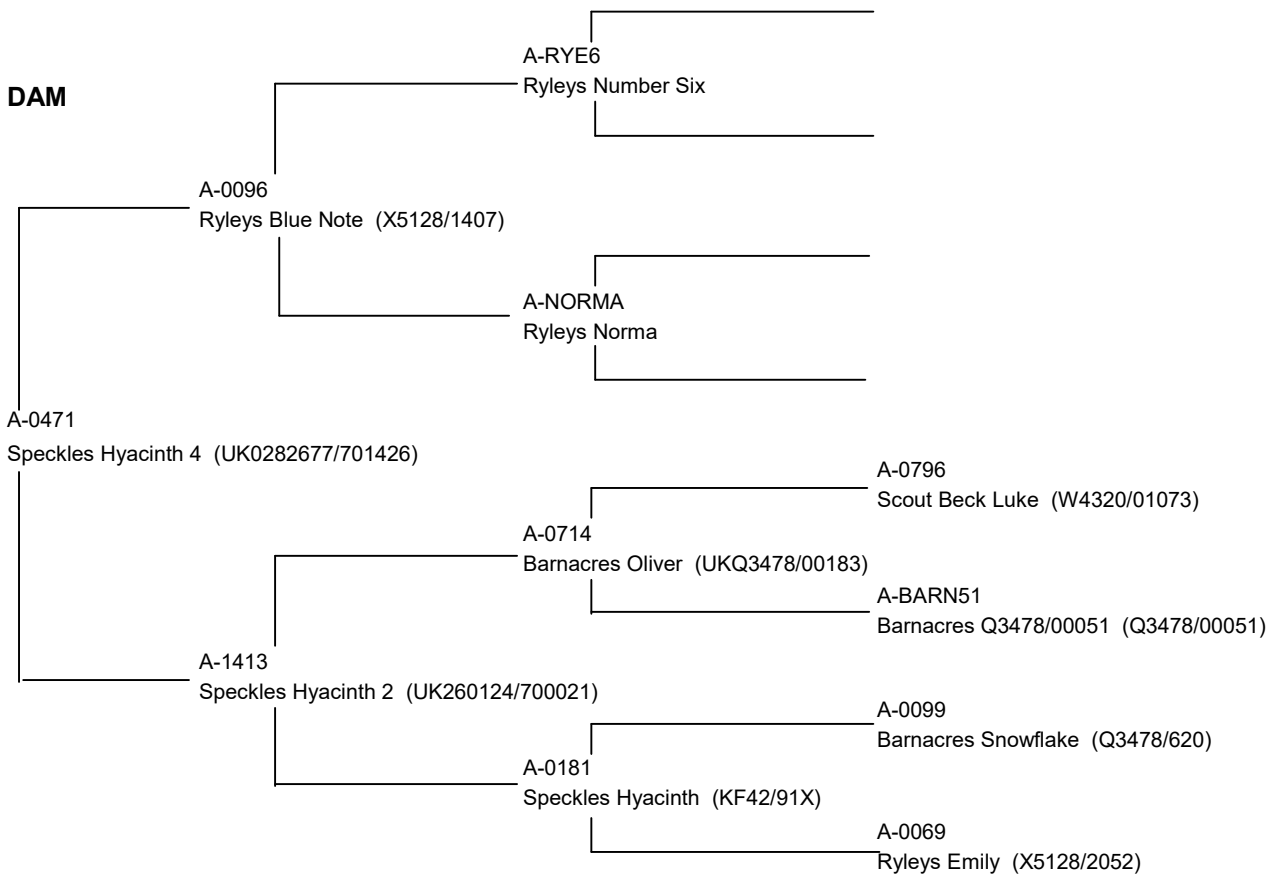 A-RYE6
Ryleys Number Six
DAM
A-0096
Ryleys Blue Note (X5128/1407)
A-NORMA
Ryleys Norma
A-0471
Speckles Hyacinth 4 (UK0282677/701426)
A-0796
Scout Beck Luke (W4320/01073)
A-0714
Barnacres Oliver (UKQ3478/00183)
A-BARN51
Barnacres Q3478/00051 (Q3478/00051)
A-1413
Speckles Hyacinth 2 (UK260124/700021)
A-0099
Barnacres Snowflake (Q3478/620)
A-0181
Speckles Hyacinth (KF42/91X)
A-0069
Ryleys Emily (X5128/2052)